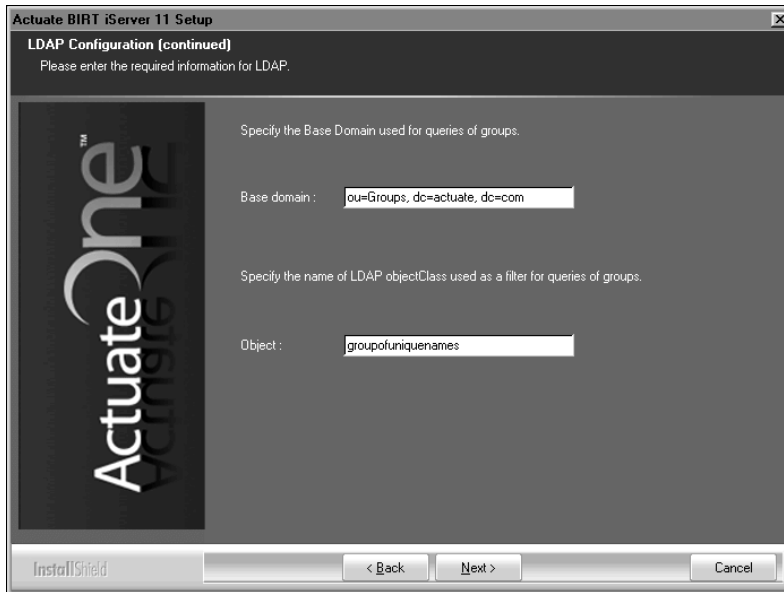 Actuate BIRT iServer 11 Setup
LDAP Configuration (continued)
Please enter the required information for LDAP.
ActuateOne™
Specify the Base Domain used for queries of groups.
Base domain : ou=Groups, dc=actuate, dc=com
Specify the name of LDAP objectClass used as a filter for queries of groups.
Object : groupofuniquenames
InstallShield
< Back Next > Cancel